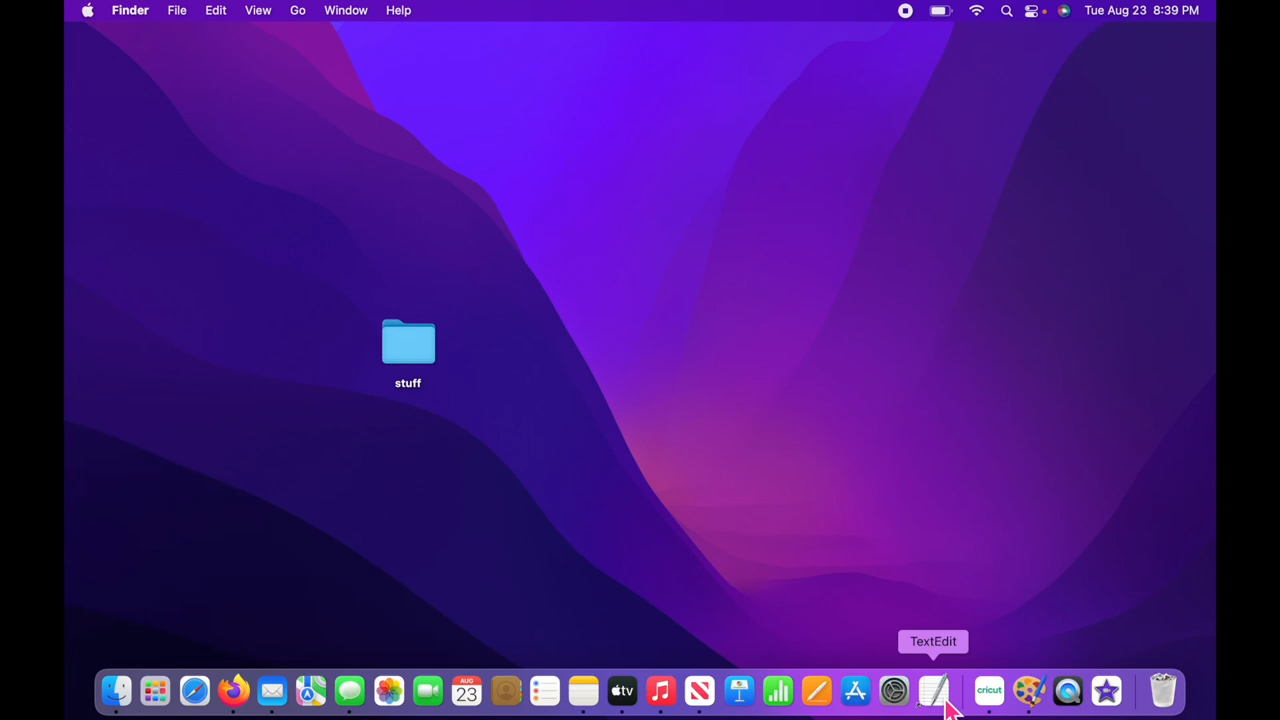 Finder File Edit View Go Window Help Tue Aug 23 8:39 PM
stuff
TextEdit
AUG
23
tv
cricut